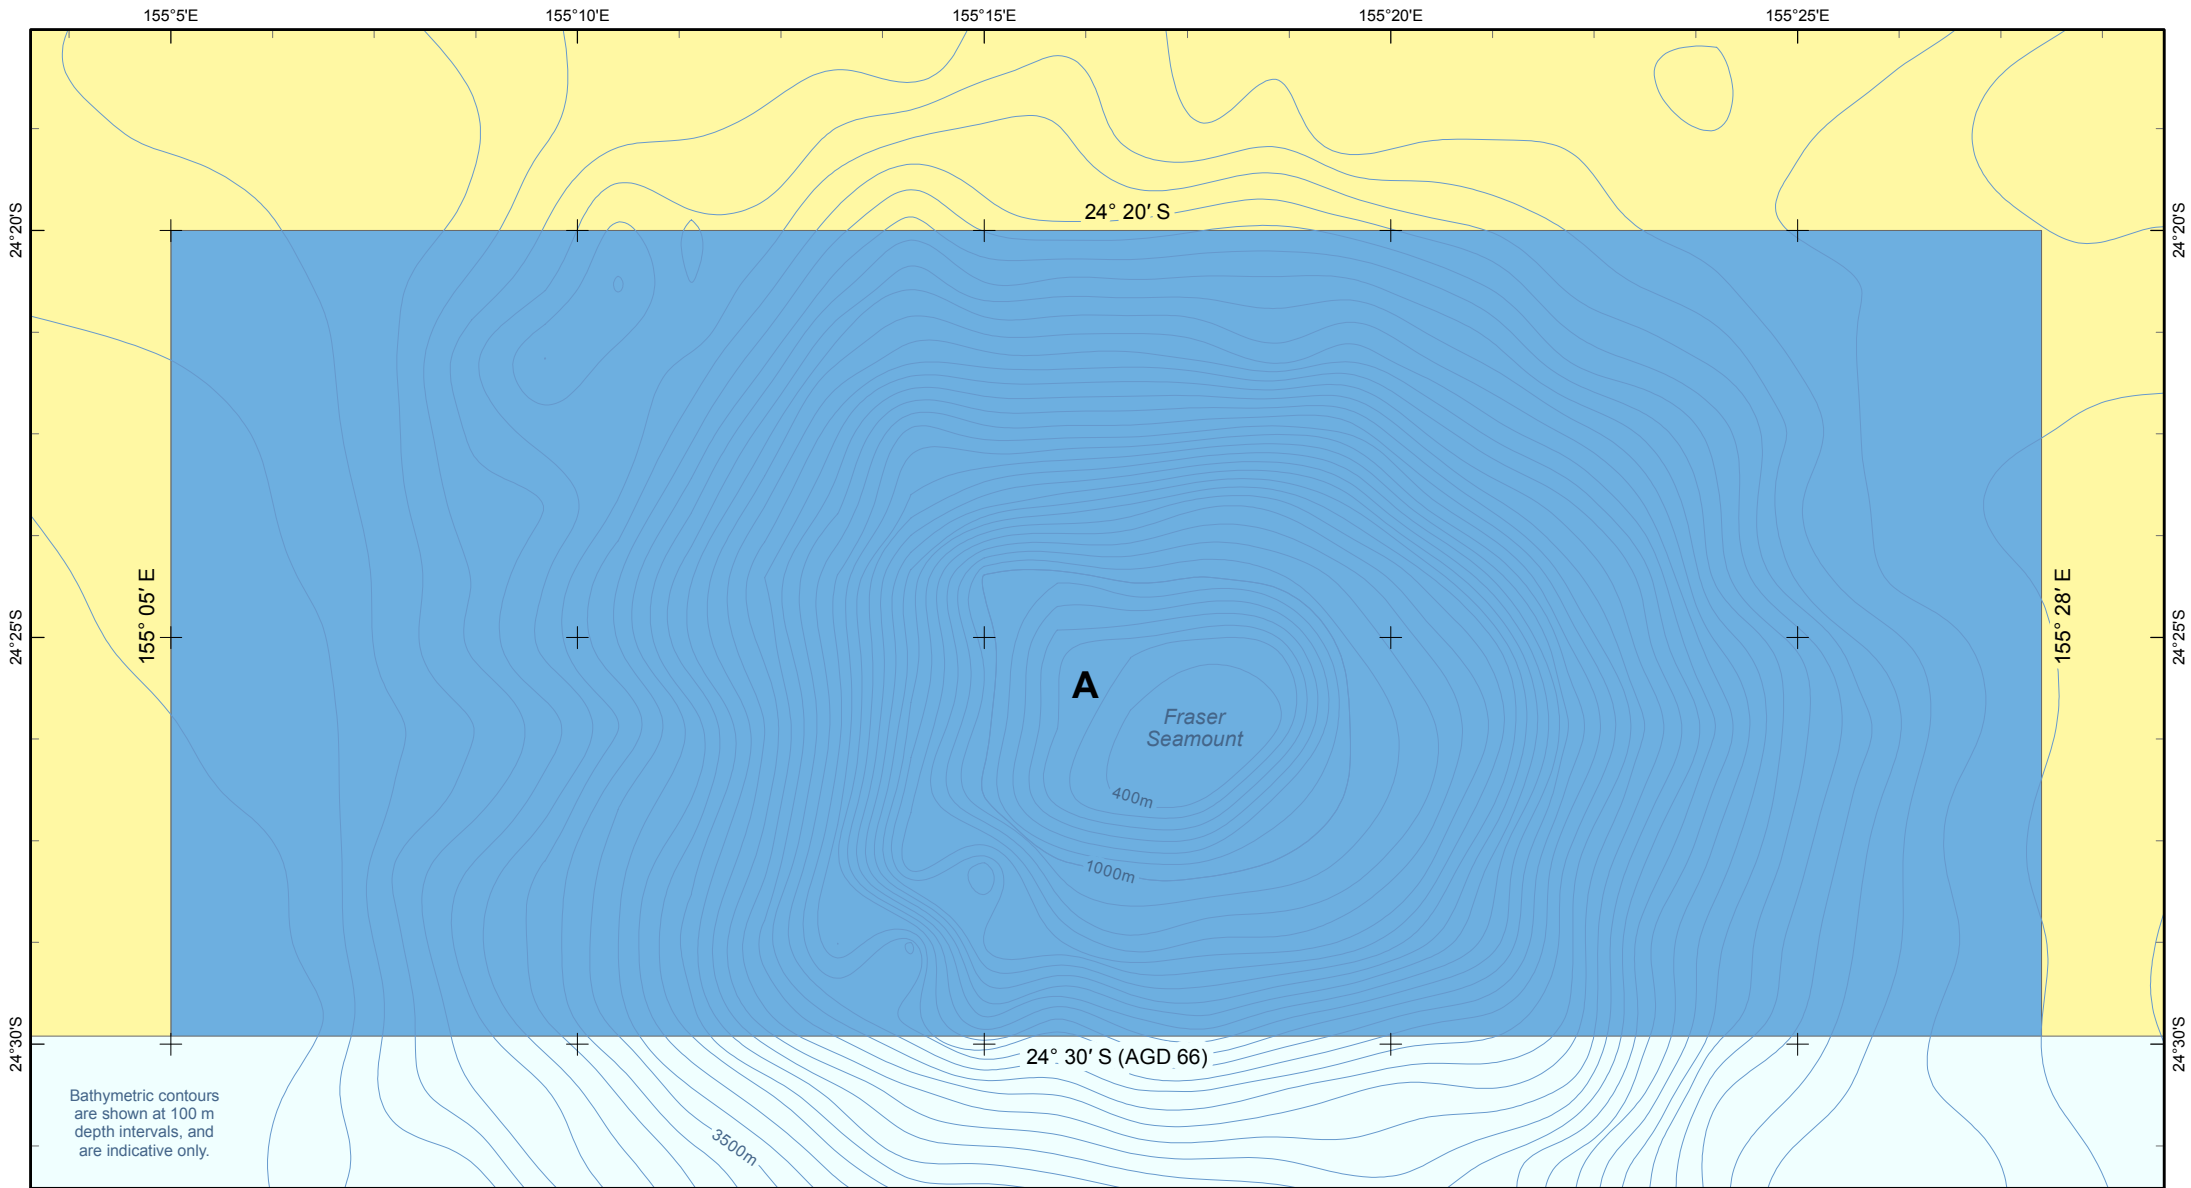 155°5'E 155°10'E 155°15'E 155°20'E 155°25'E
24° 20' S
24°20'S 24°20'S
155° 05' E
155° 28' E
24°25'S 24°25'S
A
Fraser
Seamount
400m
1000m
24°30'S 24°30'S
24° 30' S (AGD 66)
Bathymetric contours
are shown at 100 m
depth intervals, and
are indicative only.
3500m